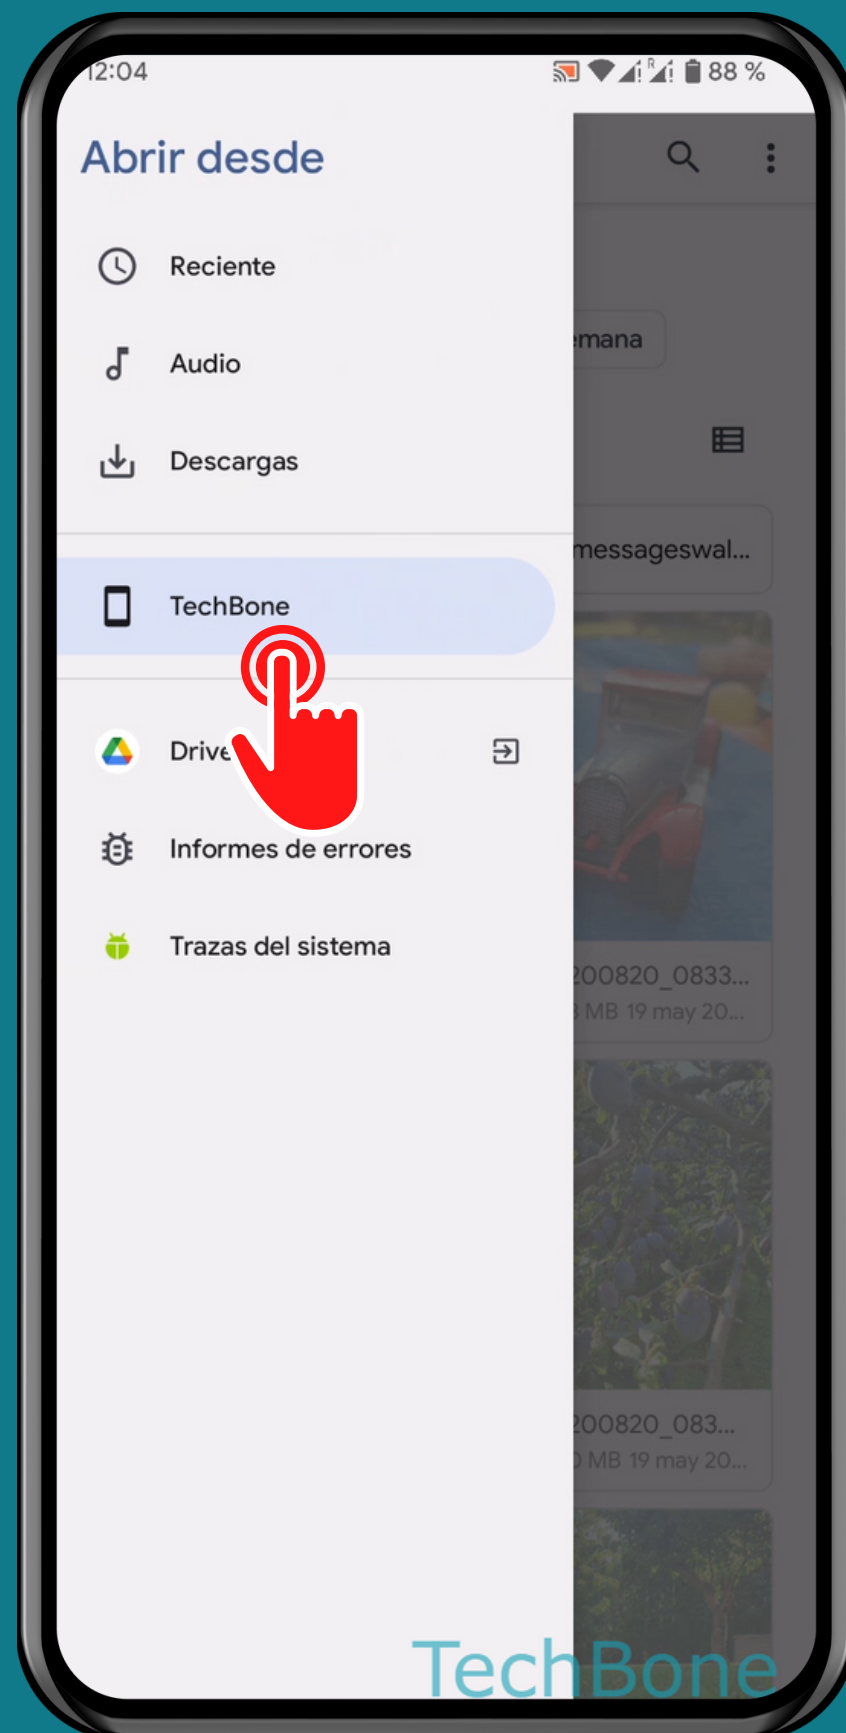 12:04 R 88 %
Abrir desde
Reciente
emana
Audio
Descargas
messageswal...
TechBone
Drive
Informes de errores
Trazas del sistema
200820_0833...
MB 19 may 20...
200820_083...
MB 19 may 20...
TechBone